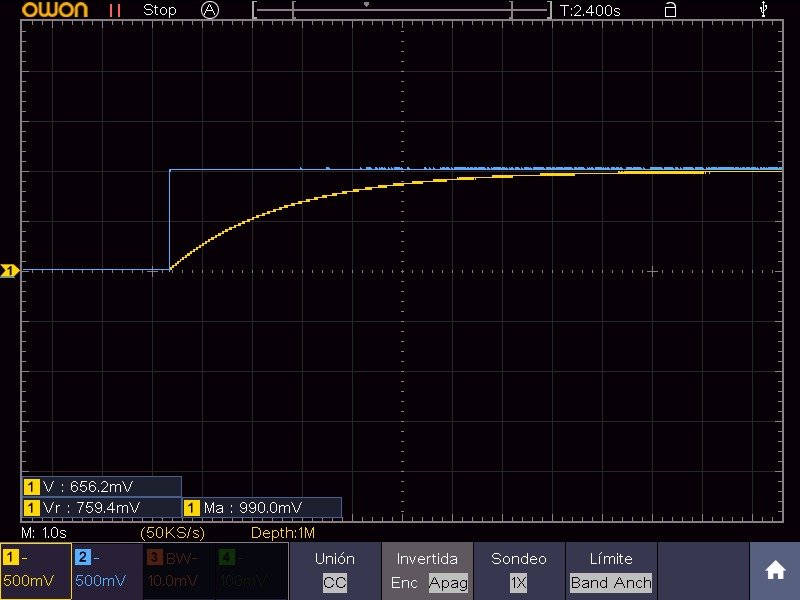 OWON Stop A T:2.400s
1
1 V : 656.2mV
1 Vr : 759.4mV 1 Ma : 990.0mV
M: 1.0s (50KS/s) Depth:1M
1 - 2 - 3 BW- 4 - Unión Invertida Sondeo Límite
500mV 500mV 10.0mV 100mV CC Enc Apag 1X Band Anch